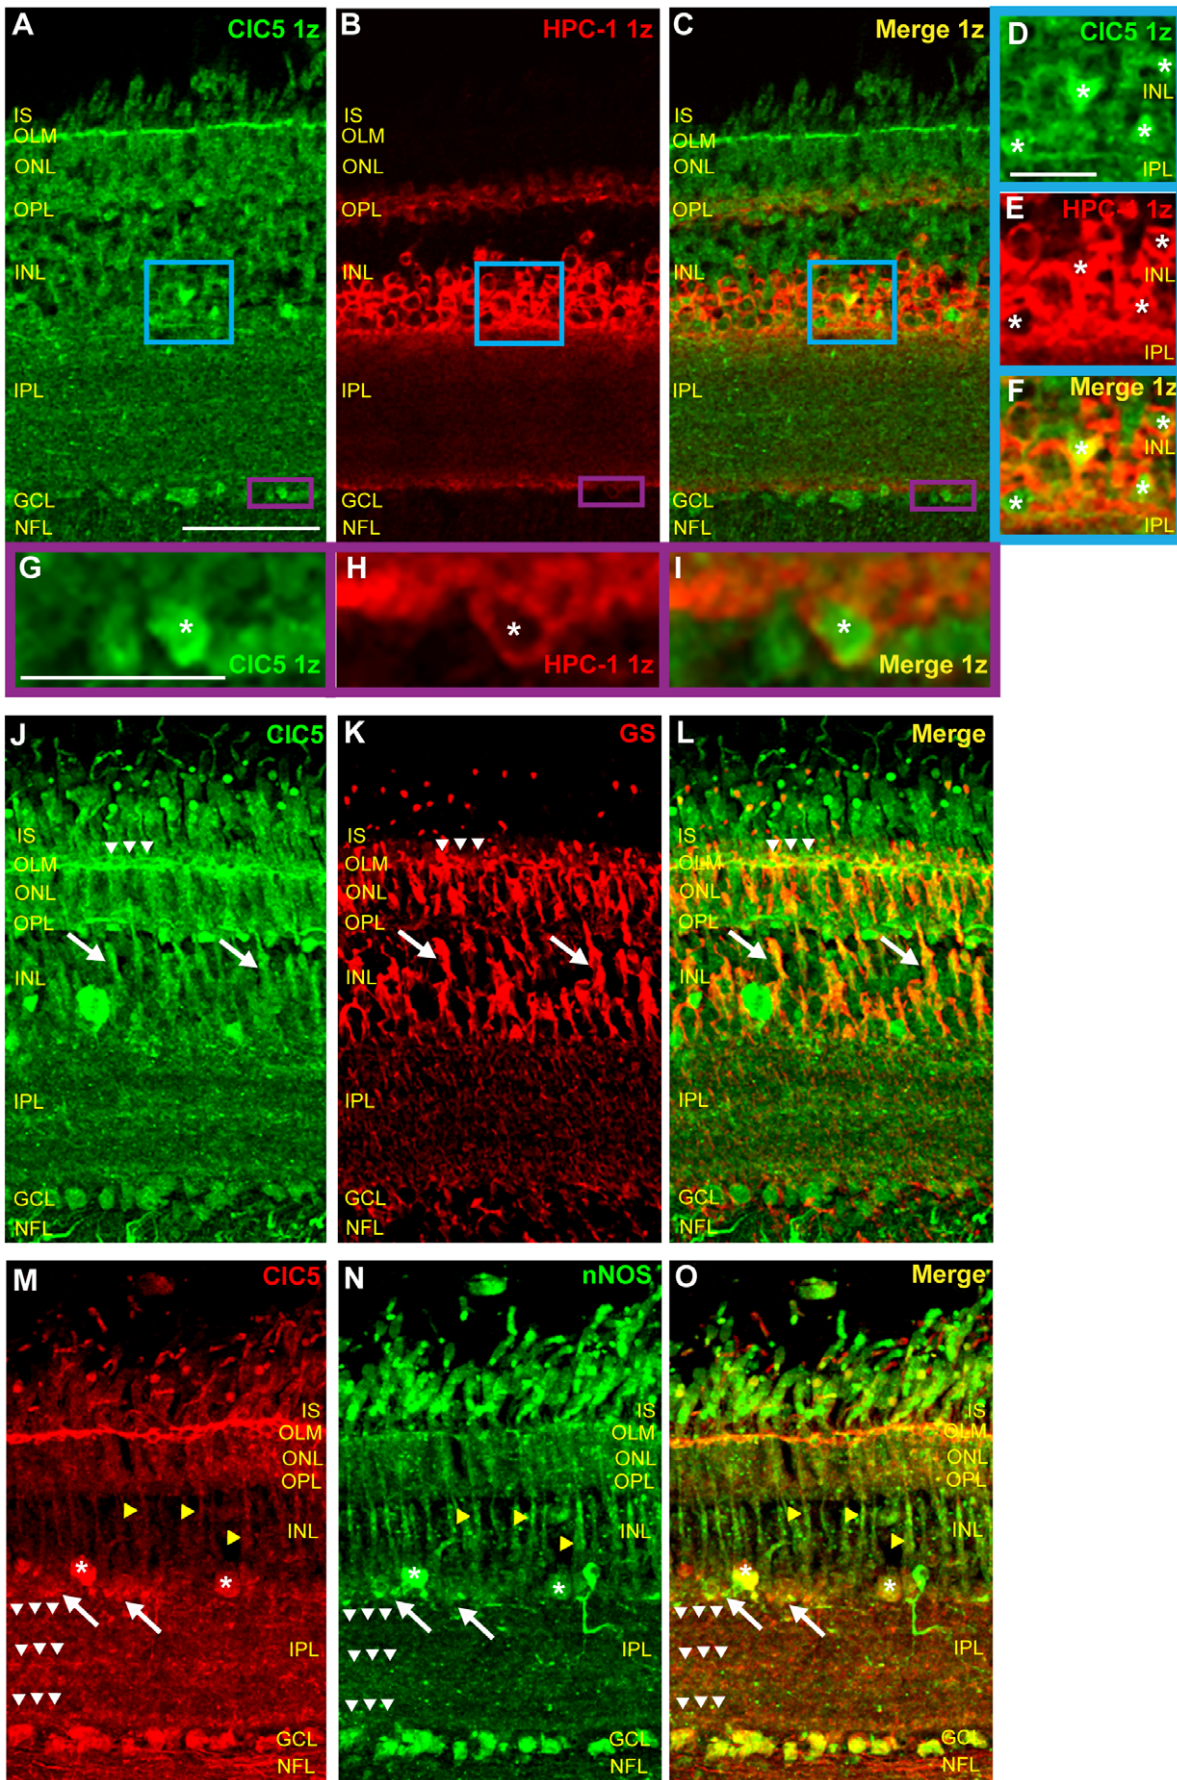 A ClC5 1z
B HPC-1 1z
C Merge 1z
D ClC5 1z
IS
OLM
ONL
OPL
INL
IPL
GCL
NFL
IS
OLM
ONL
OPL
INL
IPL
GCL
NFL
IS
OLM
ONL
OPL
INL
IPL
GCL
NFL
* * * *
INL
IPL
E HPC-1 1z
* * * *
INL
IPL
F Merge 1z
* * * *
INL
IPL
G * ClC5 1z
H * HPC-1 1z
I * Merge 1z
J ClC5
K GS
L Merge
IS
OLM
ONL
OPL
INL
IPL
GCL
NFL
IS
OLM
ONL
OPL
INL
IPL
GCL
NFL
IS
OLM
ONL
OPL
INL
IPL
GCL
NFL
M ClC5
N nNOS
O Merge
IS
OLM
ONL
OPL
INL
* *
IPL
GCL
NFL
IS
OLM
ONL
OPL
INL
* *
IPL
GCL
NFL
IS
OLM
ONL
OPL
INL
* *
IPL
GCL
NFL